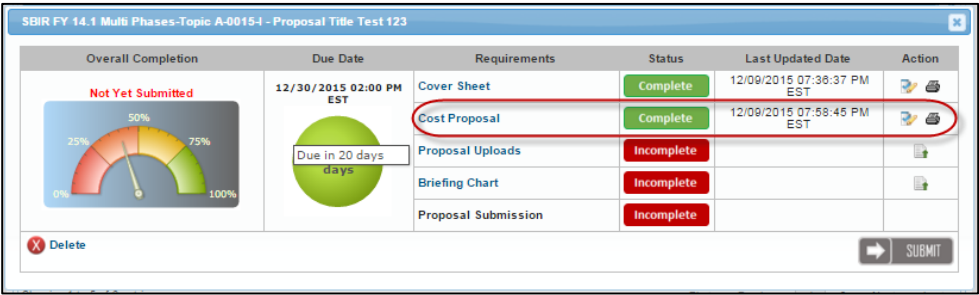 SBIR FY 14.1 Multi Phases-Topic A-0015-I - Proposal Title Test 123
Overall Completion Due Date Requirements Status Last Updated Date Action
Not Yet Submitted
0% 25% 50% 75% 100%
12/30/2015 02:00 PM
EST
Due in 20 days
days
Cover Sheet Complete 12/09/2015 07:36:37 PM
EST
Cost Proposal Complete 12/09/2015 07:58:45 PM
EST
Proposal Uploads Incomplete
Briefing Chart Incomplete
Proposal Submission Incomplete
Delete SUBMIT